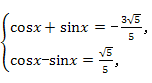 cosx + sinx = −3√5/5,
cosx–sinx = √5/5,